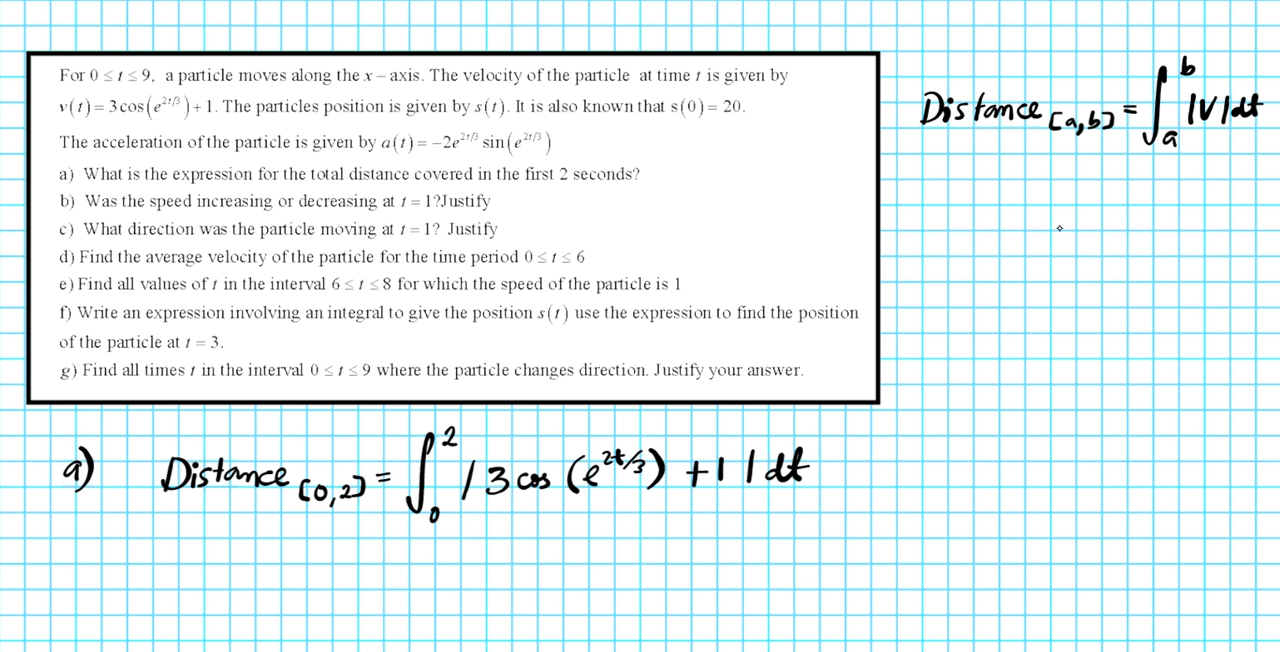 For 0 ≤ t ≤ 9, a particle moves along the x – axis. The velocity of the particle at time t is given by
v(t) = 3cos(e^{2t/3}) + 1. The particles position is given by s(t). It is also known that s(0) = 20.
The acceleration of the particle is given by a(t) = −2e^{2t/3} sin(e^{2t/3})
a) What is the expression for the total distance covered in the first 2 seconds?
b) Was the speed increasing or decreasing at t = 1?Justify
c) What direction was the particle moving at t = 1? Justify
d) Find the average velocity of the particle for the time period 0 ≤ t ≤ 6
e) Find all values of t in the interval 6 ≤ t ≤ 8 for which the speed of the particle is 1
f) Write an expression involving an integral to give the position s(t) use the expression to find the position
of the particle at t = 3.
g) Find all times t in the interval 0 ≤ t ≤ 9 where the particle changes direction. Justify your answer.
Distance [a,b] = ∫_a^b |V| dt
a) Distance [0,2] = ∫_0^2 | 3 cos (e^{2t/3}) + 1 | dt